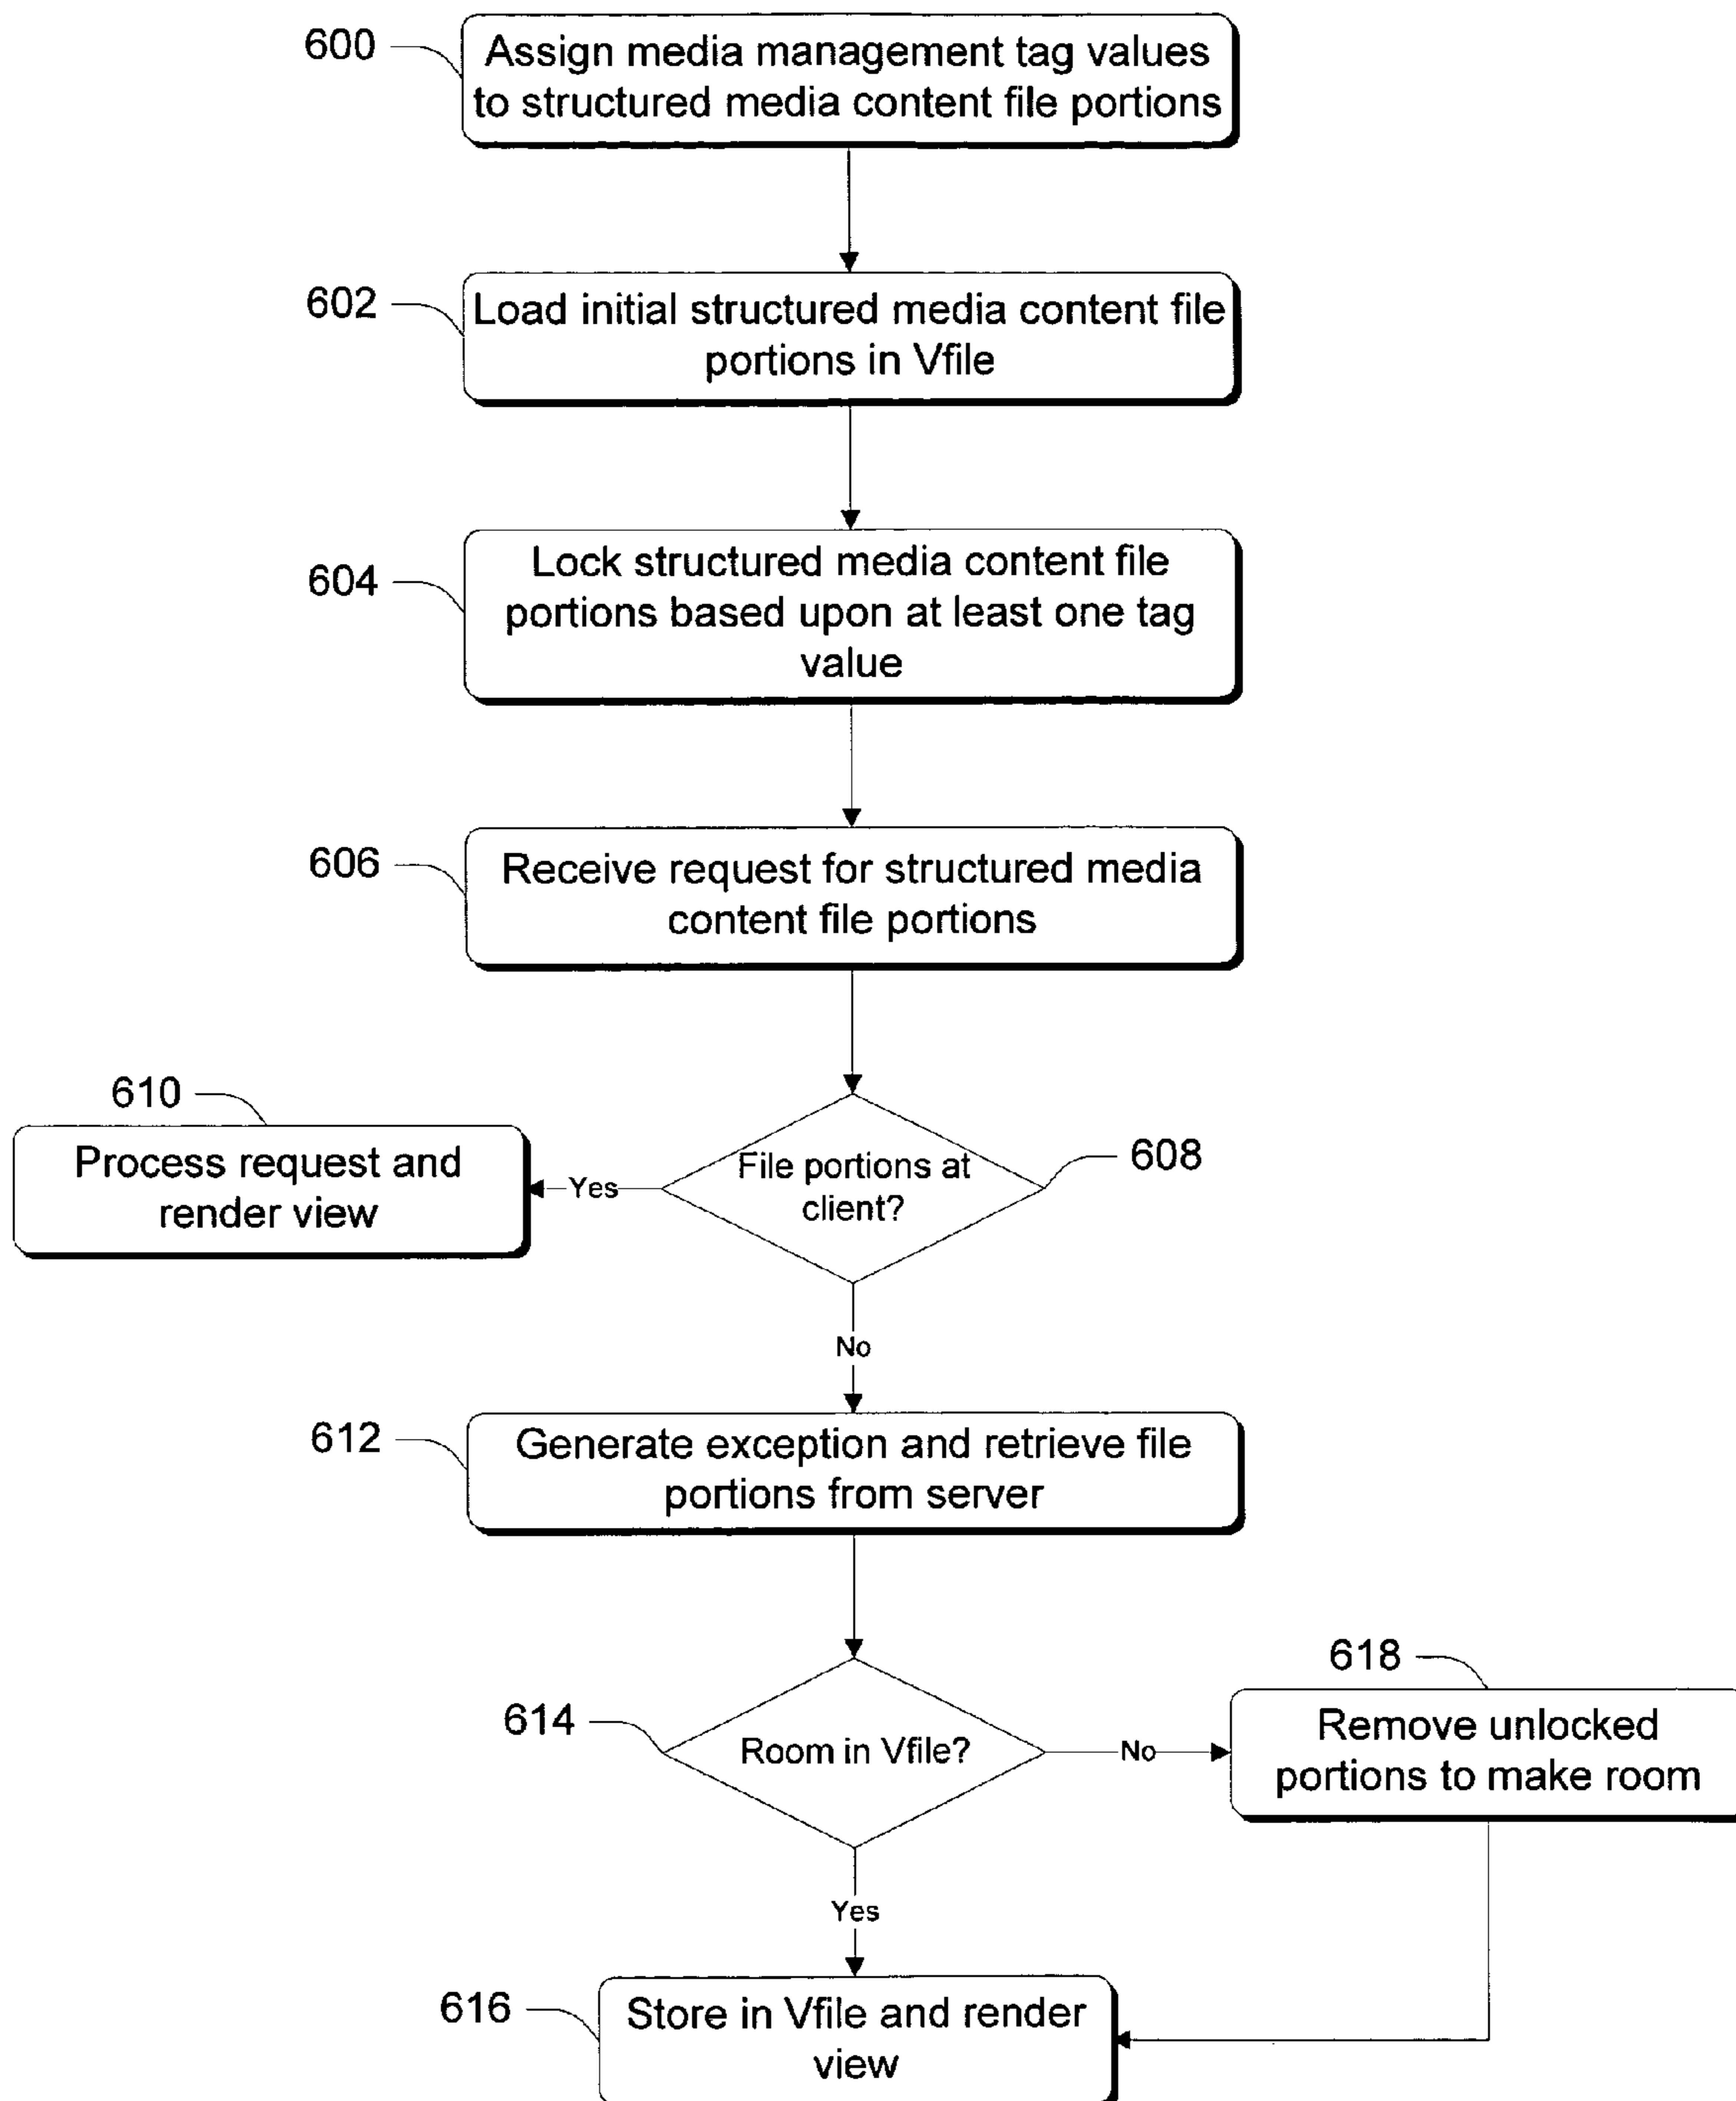 600
Assign media management tag values
to structured media content file portions
602
Load initial structured media content file
portions in Vfile
604
Lock structured media content file
portions based upon at least one tag
value
606
Receive request for structured media
content file portions
610
Process request and
render view
Yes
File portions at
client?
608
No
612
Generate exception and retrieve file
portions from server
614
Room in Vfile?
No
618
Remove unlocked
portions to make room
Yes
616
Store in Vfile and render
view